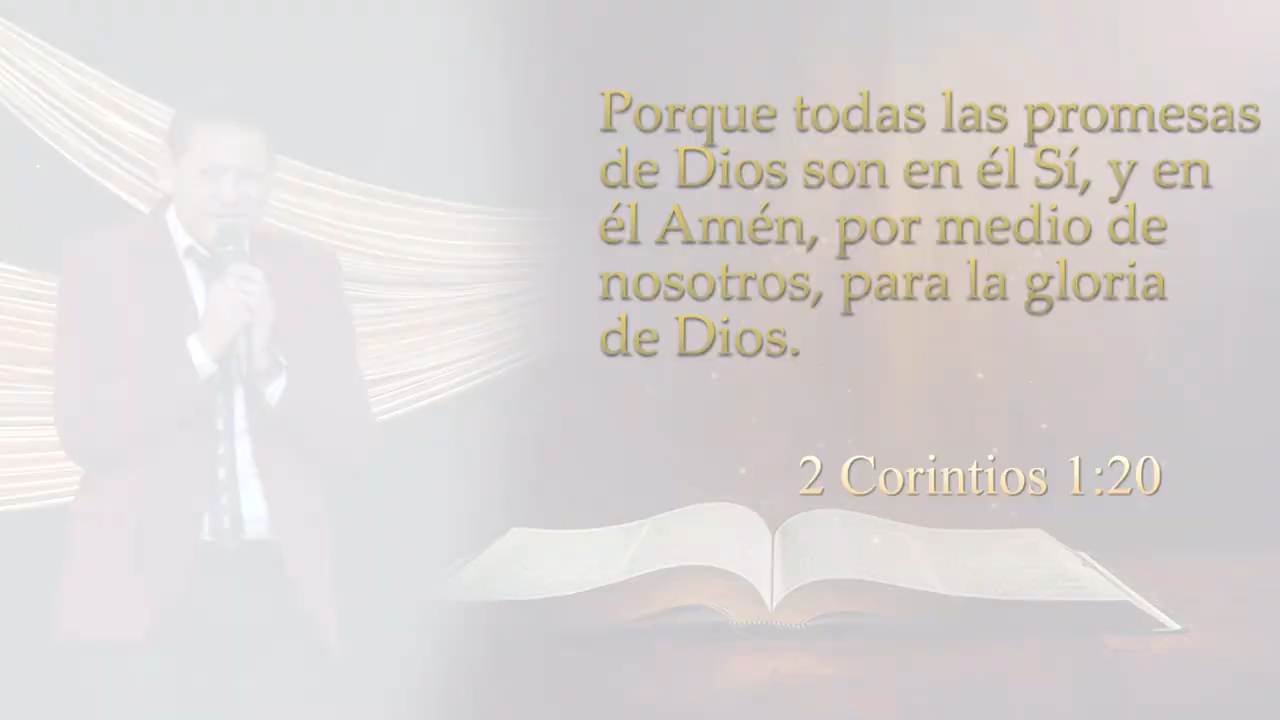 Porque todas las promesas
de Dios son en él Sí, y en
él Amén, por medio de
nosotros, para la gloria
de Dios.
2 Corintios 1:20